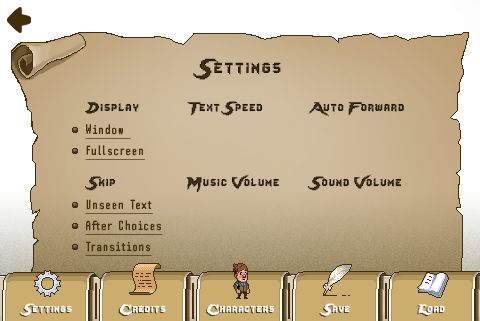 Settings
Display Text Speed Auto Forward
Window
Fullscreen
Skip Music Volume Sound Volume
Unseen Text
After Choices
Transitions
Settings Credits Characters Save Load